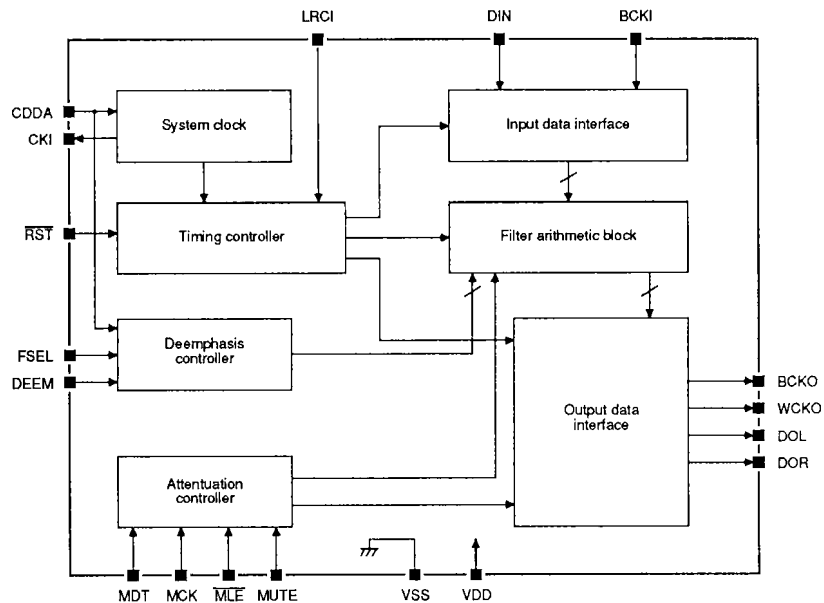 LRCI
DIN
BCKI
CDDA
CKI
System clock
Input data interface
RST
Timing controller
Filter arithmetic block
FSEL
DEEM
Deemphasis
controller
Output data
interface
BCKO
WCKO
DOL
DOR
Attentuation
controller
MDT
MCK
MLE
MUTE
VSS
VDD